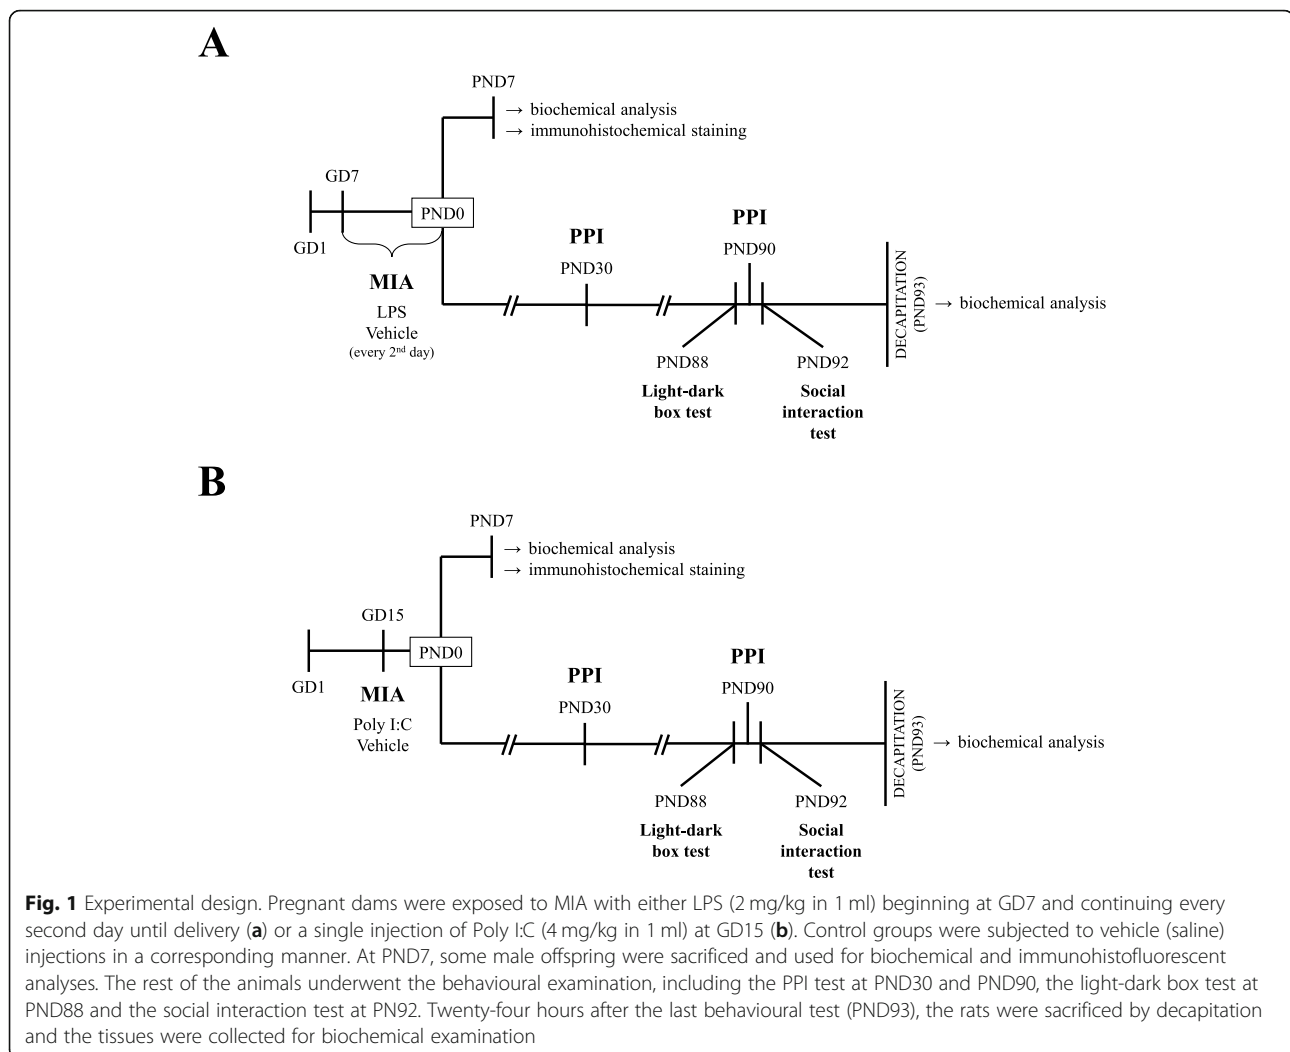 A
PND7
→ biochemical analysis
→ immunohistochemical staining
GD7
PND0
GD1
MIA
LPS
Vehicle
(every 2nd day)
PPI
PND30
PPI
PND90
PND88
Light-dark
box test
PND92
Social
interaction
test
DECAPITATION
(PND93)
→ biochemical analysis
B
PND7
→ biochemical analysis
→ immunohistochemical staining
GD15
PND0
GD1
MIA
Poly I:C
Vehicle
PPI
PND30
PPI
PND90
PND88
Light-dark
box test
PND92
Social
interaction
test
DECAPITATION
(PND93)
→ biochemical analysis
Fig. 1 Experimental design. Pregnant dams were exposed to MIA with either LPS (2 mg/kg in 1 ml) beginning at GD7 and continuing every
second day until delivery (a) or a single injection of Poly I:C (4 mg/kg in 1 ml) at GD15 (b). Control groups were subjected to vehicle (saline)
injections in a corresponding manner. At PND7, some male offspring were sacrificed and used for biochemical and immunohistofluorescent
analyses. The rest of the animals underwent the behavioural examination, including the PPI test at PND30 and PND90, the light-dark box test at
PND88 and the social interaction test at PN92. Twenty-four hours after the last behavioural test (PND93), the rats were sacrificed by decapitation
and the tissues were collected for biochemical examination